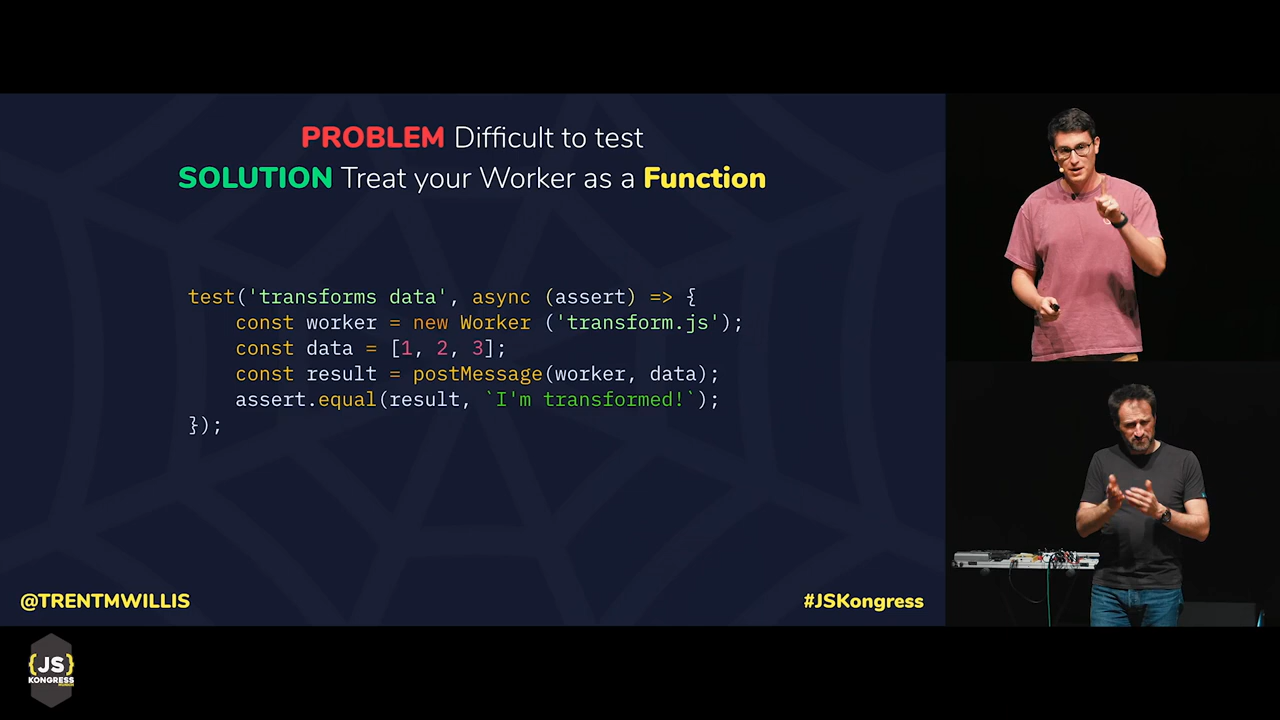 PROBLEM Difficult to test
SOLUTION Treat your Worker as a Function
test('transforms data', async (assert) => {
    const worker = new Worker ('transform.js');
    const data = [1, 2, 3];
    const result = postMessage(worker, data);
    assert.equal(result, `I'm transformed!`);
});
@TRENTMWILLIS
#JSKongress
{JS}
KONGRESS